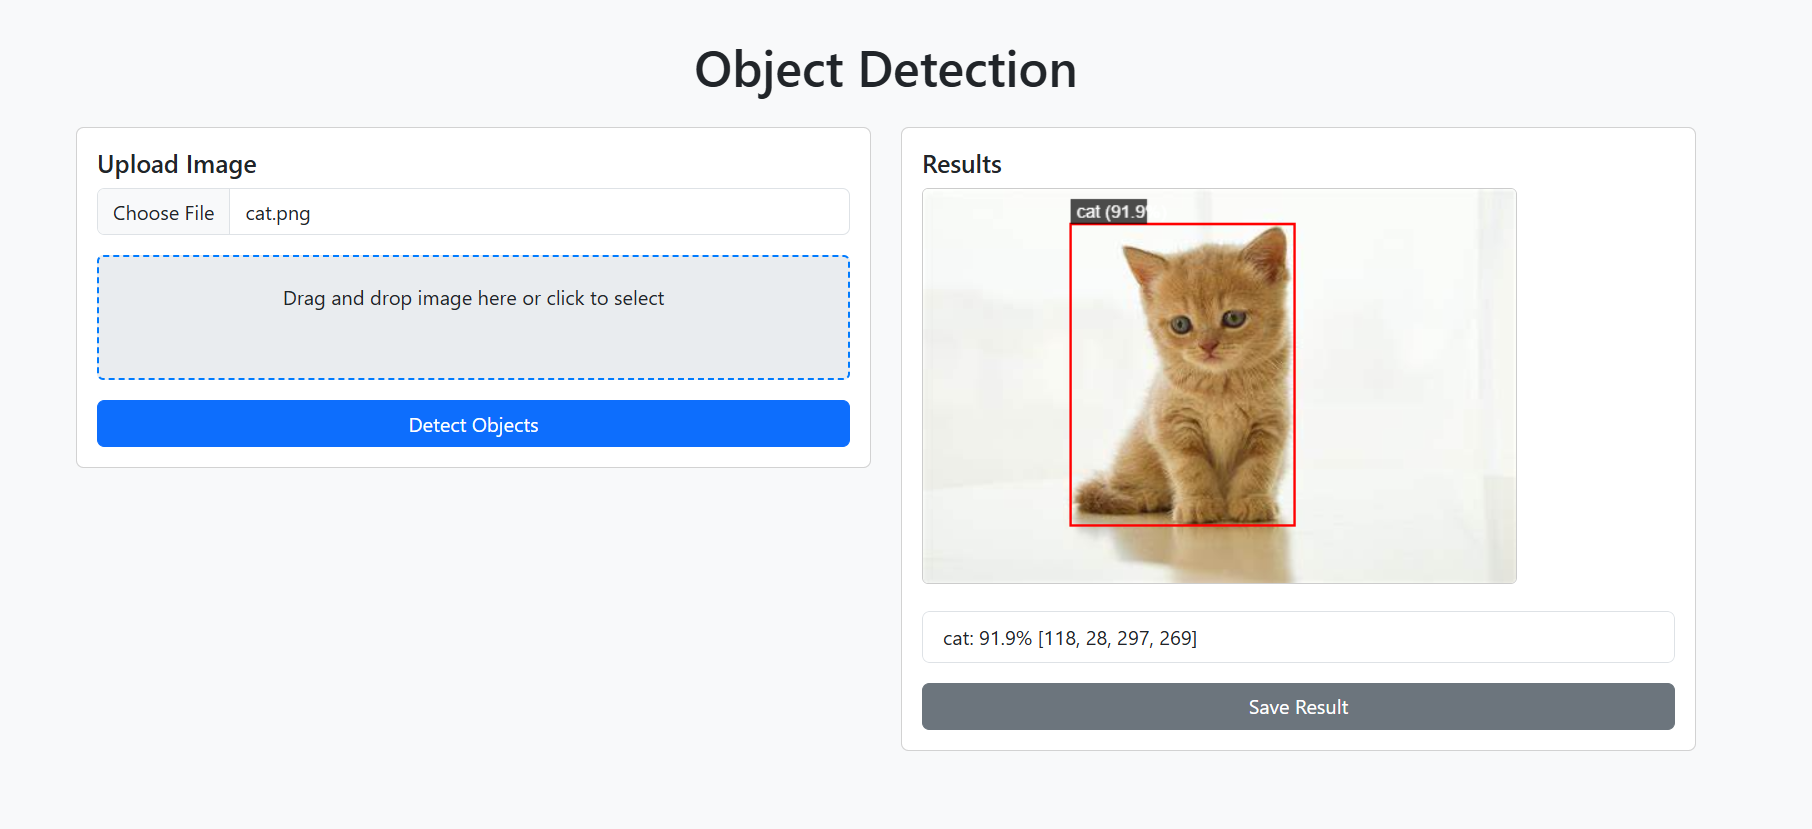 Object Detection
Upload Image
Choose File cat.png
Drag and drop image here or click to select
Detect Objects
Results
cat (91.9
cat: 91.9% [118, 28, 297, 269]
Save Result